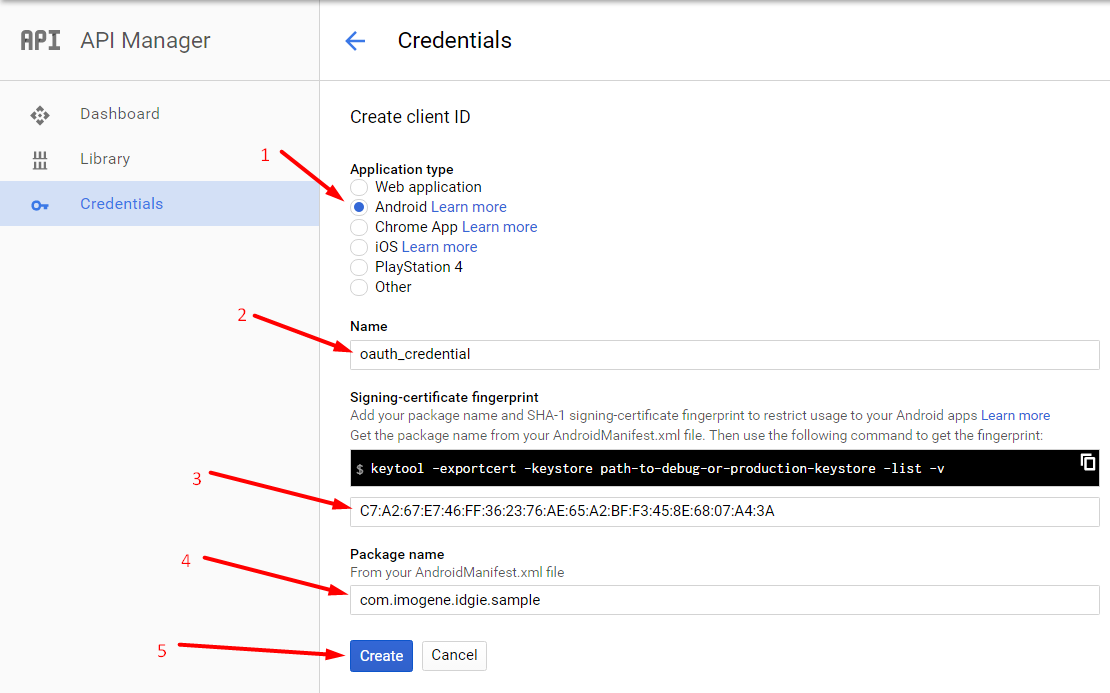 API API Manager
Credentials
Dashboard
Library
Credentials
Create client ID
1
Application type
Web application
Android Learn more
Chrome App Learn more
iOS Learn more
PlayStation 4
Other
2
Name
oauth_credential
Signing-certificate fingerprint
Add your package name and SHA-1 signing-certificate fingerprint to restrict usage to your Android apps Learn more
Get the package name from your AndroidManifest.xml file. Then use the following command to get the fingerprint:
$ keytool -exportcert -keystore path-to-debug-or-production-keystore -list -v
3
C7:A2:67:E7:46:FF:36:23:76:AE:65:A2:BF:F3:45:8E:68:07:A4:3A
4
Package name
From your AndroidManifest.xml file
com.imogene.idgie.sample
5
Create Cancel